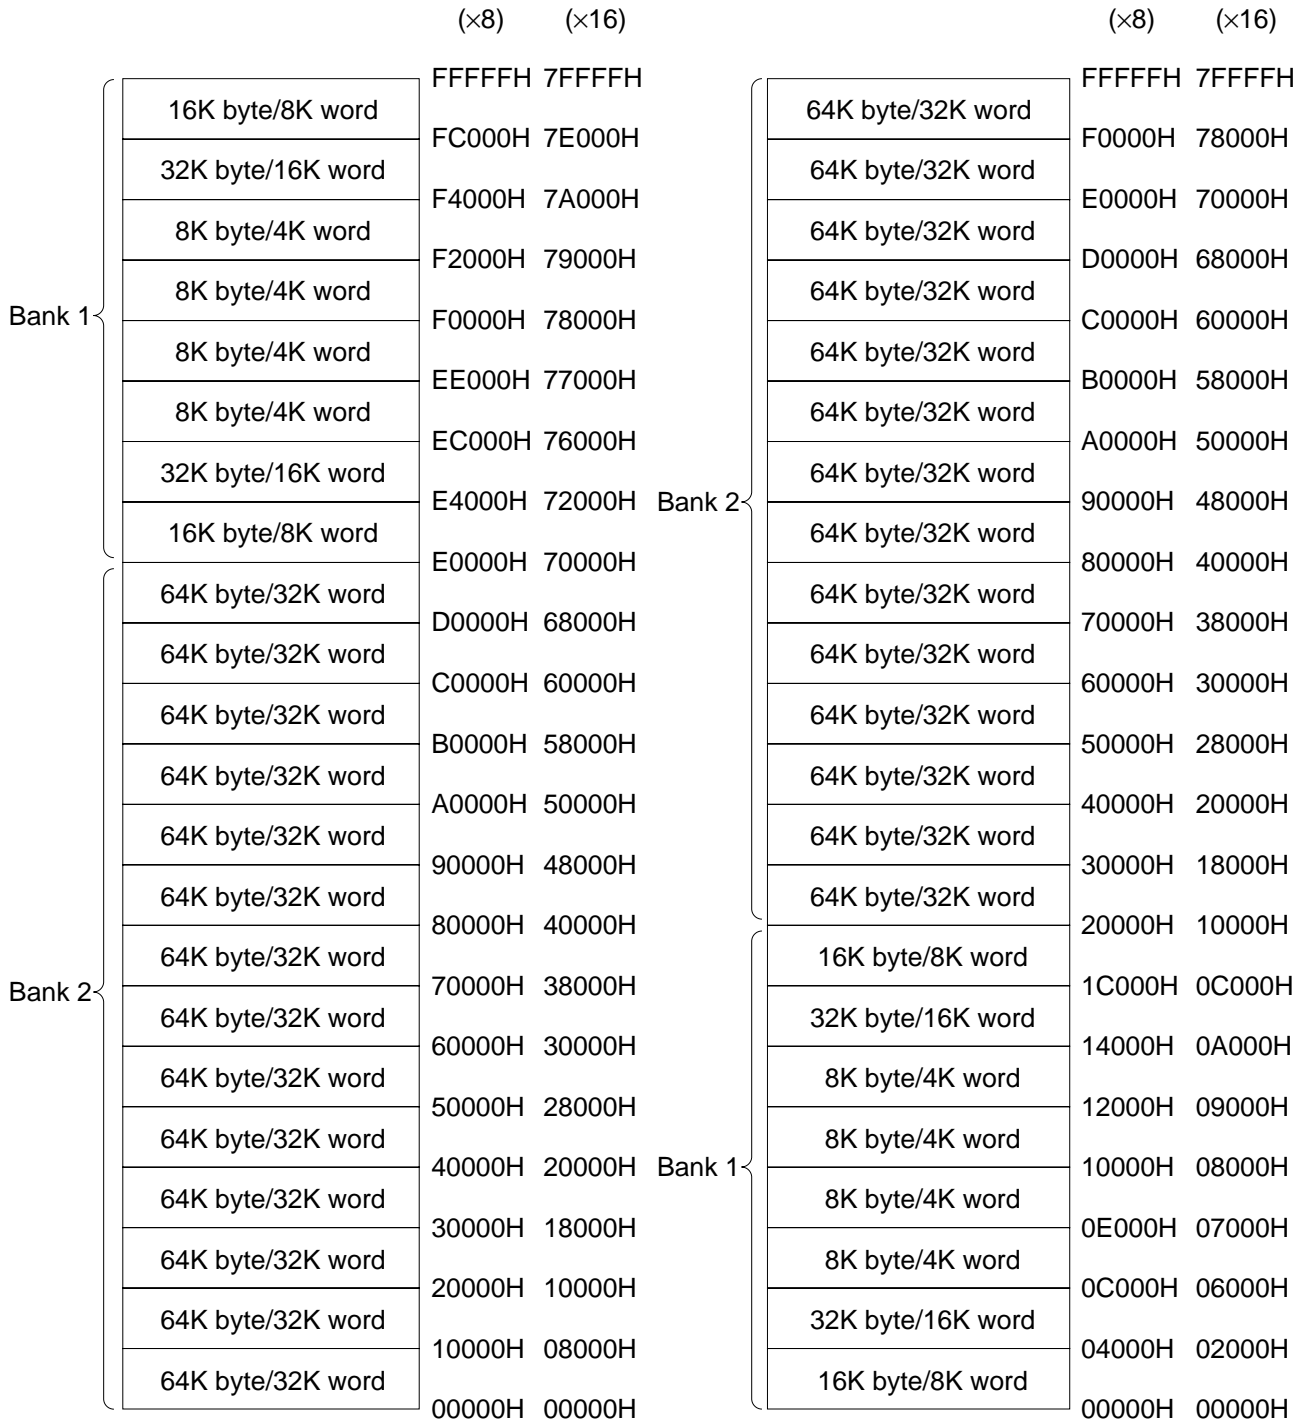 (×8) (×16)
FFFFFH 7FFFFH
16K byte/8K word
FC000H 7E000H
32K byte/16K word
F4000H 7A000H
8K byte/4K word
F2000H 79000H
8K byte/4K word
Bank 1
F0000H 78000H
8K byte/4K word
EE000H 77000H
8K byte/4K word
EC000H 76000H
32K byte/16K word
E4000H 72000H
16K byte/8K word
E0000H 70000H
64K byte/32K word
D0000H 68000H
64K byte/32K word
C0000H 60000H
64K byte/32K word
B0000H 58000H
64K byte/32K word
A0000H 50000H
64K byte/32K word
90000H 48000H
64K byte/32K word
80000H 40000H
64K byte/32K word
Bank 2
70000H 38000H
64K byte/32K word
60000H 30000H
64K byte/32K word
50000H 28000H
64K byte/32K word
40000H 20000H
64K byte/32K word
30000H 18000H
64K byte/32K word
20000H 10000H
64K byte/32K word
10000H 08000H
64K byte/32K word
00000H 00000H
(×8) (×16)
FFFFFH 7FFFFH
64K byte/32K word
F0000H 78000H
64K byte/32K word
E0000H 70000H
64K byte/32K word
D0000H 68000H
64K byte/32K word
C0000H 60000H
64K byte/32K word
B0000H 58000H
64K byte/32K word
A0000H 50000H
64K byte/32K word
Bank 2
90000H 48000H
64K byte/32K word
80000H 40000H
64K byte/32K word
70000H 38000H
64K byte/32K word
60000H 30000H
64K byte/32K word
50000H 28000H
64K byte/32K word
40000H 20000H
64K byte/32K word
30000H 18000H
64K byte/32K word
20000H 10000H
16K byte/8K word
1C000H 0C000H
32K byte/16K word
14000H 0A000H
8K byte/4K word
12000H 09000H
8K byte/4K word
Bank 1
10000H 08000H
8K byte/4K word
0E000H 07000H
8K byte/4K word
0C000H 06000H
32K byte/16K word
04000H 02000H
16K byte/8K word
00000H 00000H